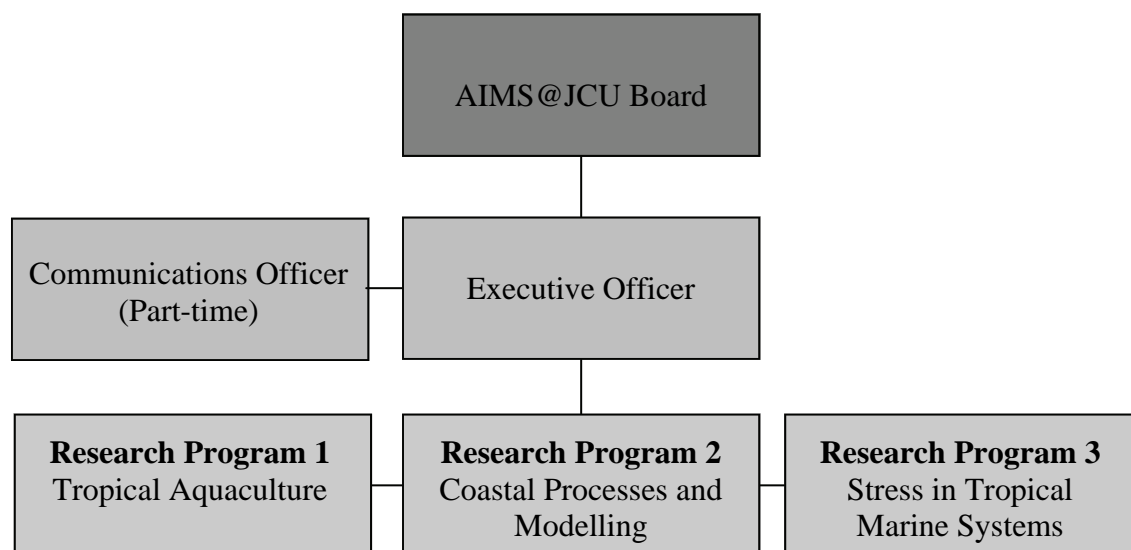 AIMS@JCU Board
Communications Officer
(Part-time)
Executive Officer
Research Program 1
Tropical Aquaculture
Research Program 2
Coastal Processes and
Modelling
Research Program 3
Stress in Tropical
Marine Systems